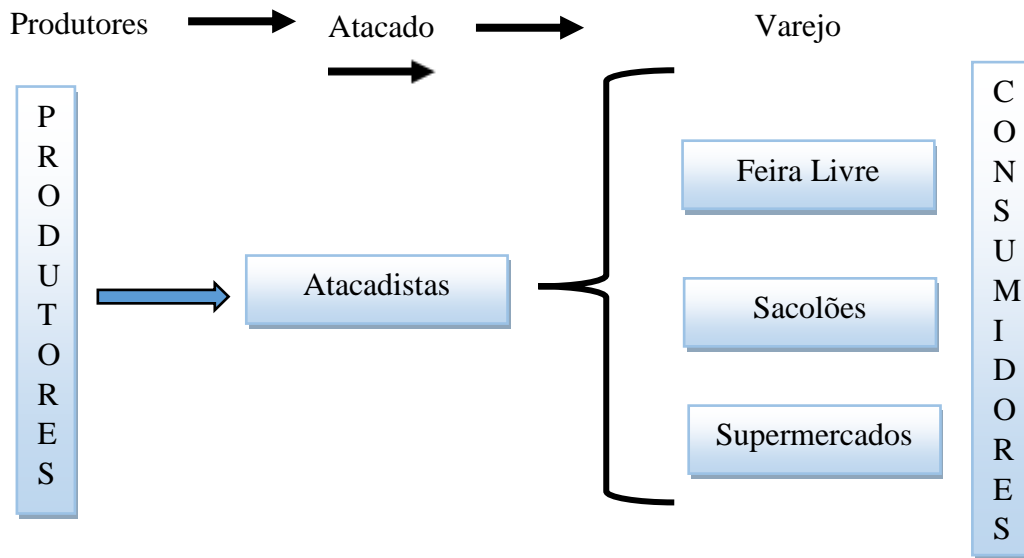 Produtores
Atacado
Varejo
PRODUTORES
Atacadistas
Feira Livre
Sacolões
Supermercados
CONSUMIDORES